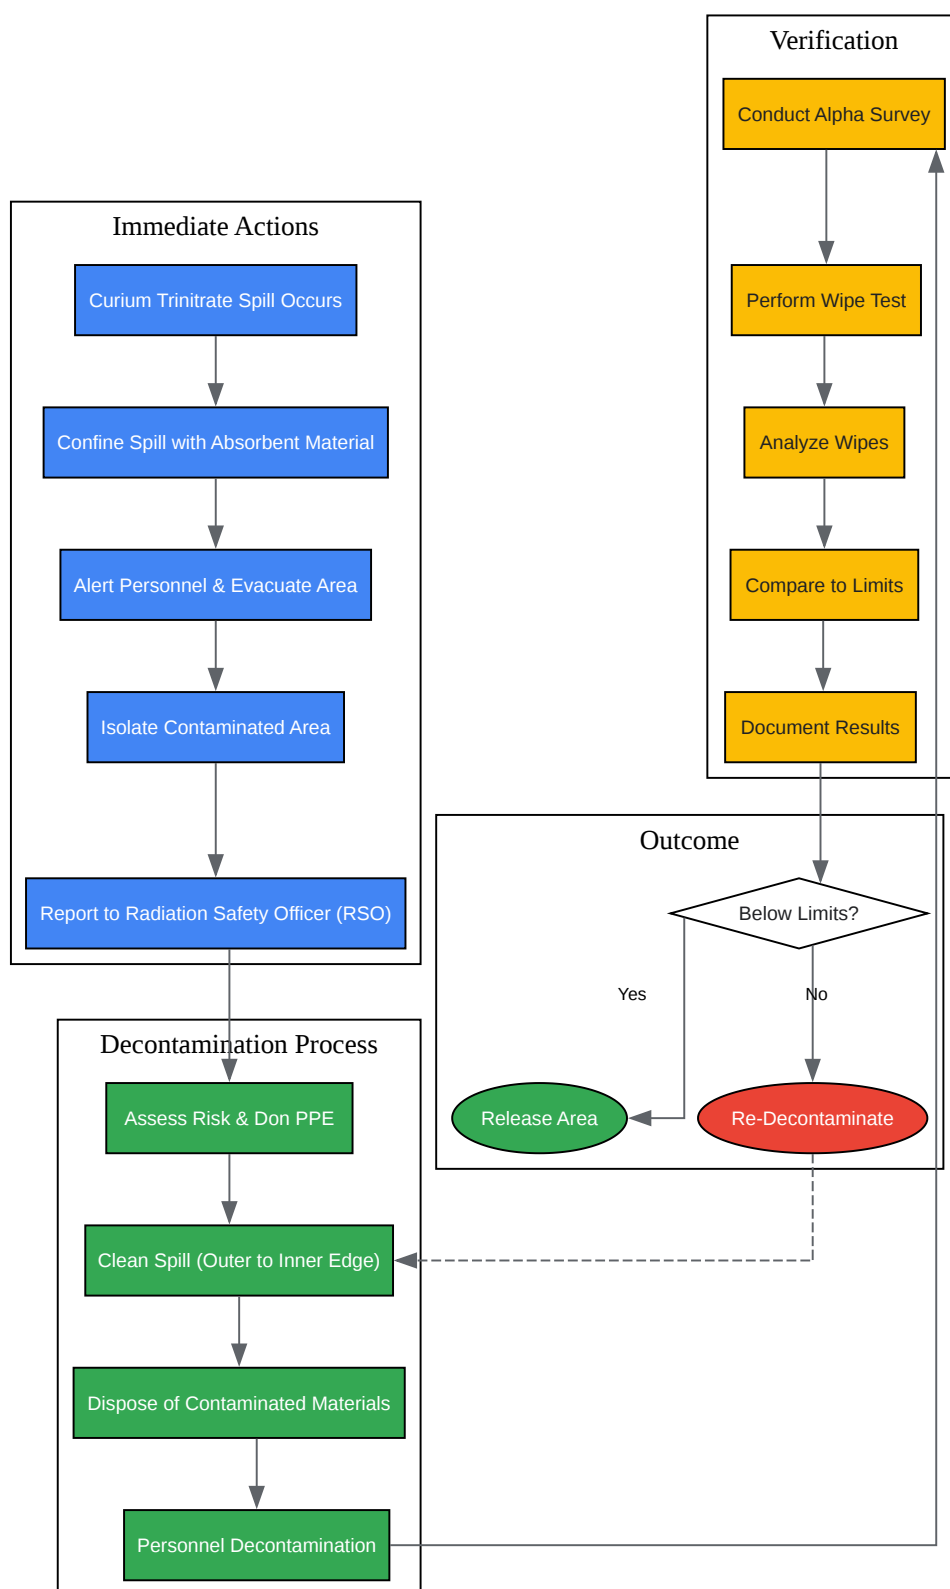 Immediate Actions
Curium Trinitrate Spill Occurs
Confine Spill with Absorbent Material
Alert Personnel & Evacuate Area
Isolate Contaminated Area
Report to Radiation Safety Officer (RSO)
Decontamination Process
Assess Risk & Don PPE
Clean Spill (Outer to Inner Edge)
Dispose of Contaminated Materials
Personnel Decontamination
Verification
Conduct Alpha Survey
Perform Wipe Test
Analyze Wipes
Compare to Limits
Document Results
Outcome
Below Limits?
Yes
No
Release Area
Re-Decontaminate